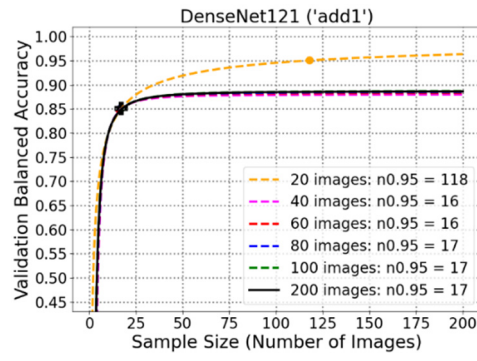 DenseNet121 ('add1')
Validation Balanced Accuracy
1.00
0.95
0.90
0.85
0.80
0.75
0.70
0.65
0.60
0.55
0.50
0.45
20 images: n0.95 = 118
40 images: n0.95 = 16
60 images: n0.95 = 16
80 images: n0.95 = 17
100 images: n0.95 = 17
200 images: n0.95 = 17
0 25 50 75 100 125 150 175 200
Sample Size (Number of Images)